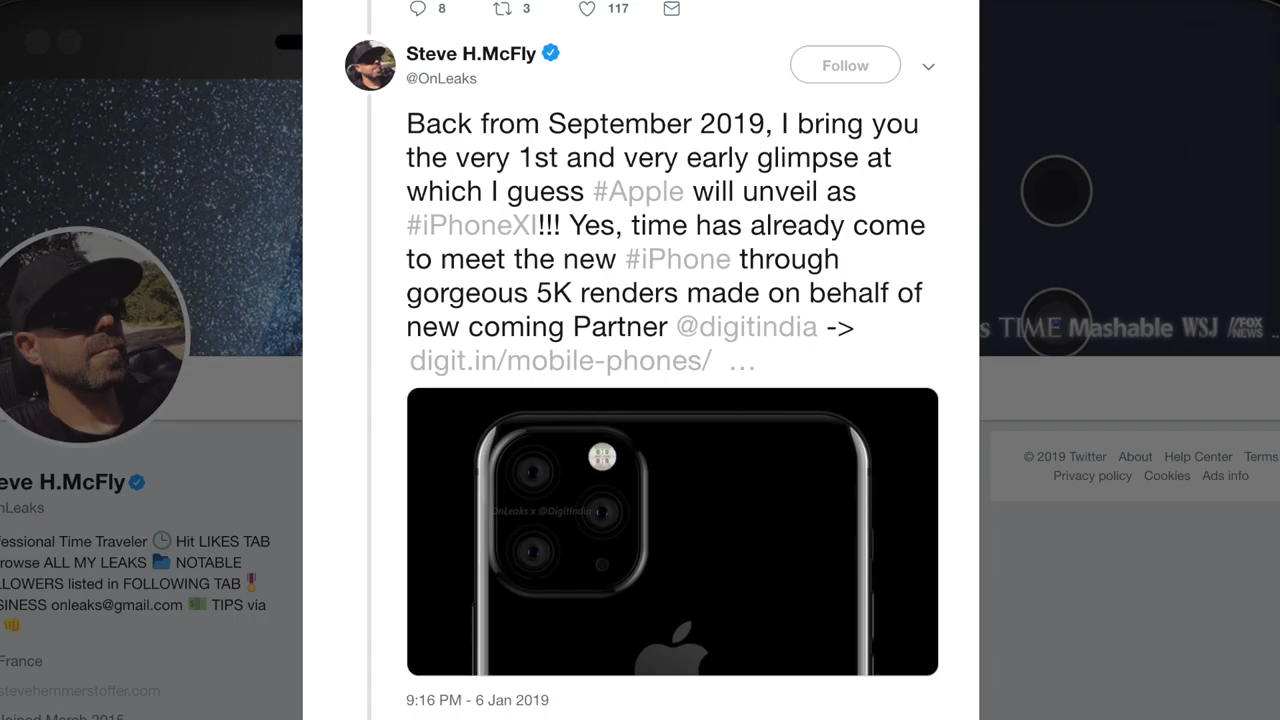 8 3 117
Steve H.McFly
@OnLeaks
Follow
Back from September 2019, I bring you
the very 1st and very early glimpse at
which I guess #Apple will unveil as
#iPhoneXI!!! Yes, time has already come
to meet the new #iPhone through
gorgeous 5K renders made on behalf of
new coming Partner @digitindia ->
digit.in/mobile-phones/ …
OnLeaks x @DigitIndia
9:16 PM - 6 Jan 2019
eve H.McFly
nLeaks
fessional Time Traveler Hit LIKES TAB
rowse ALL MY LEAKS NOTABLE
LLOWERS listed in FOLLOWING TAB
SINESS onleaks@gmail.com TIPS via
France
stevehemmerstoffer.com
Joined March 2015
s TIME Mashable WSJ FOX
NEWS
© 2019 Twitter About Help Center Terms
Privacy policy Cookies Ads info